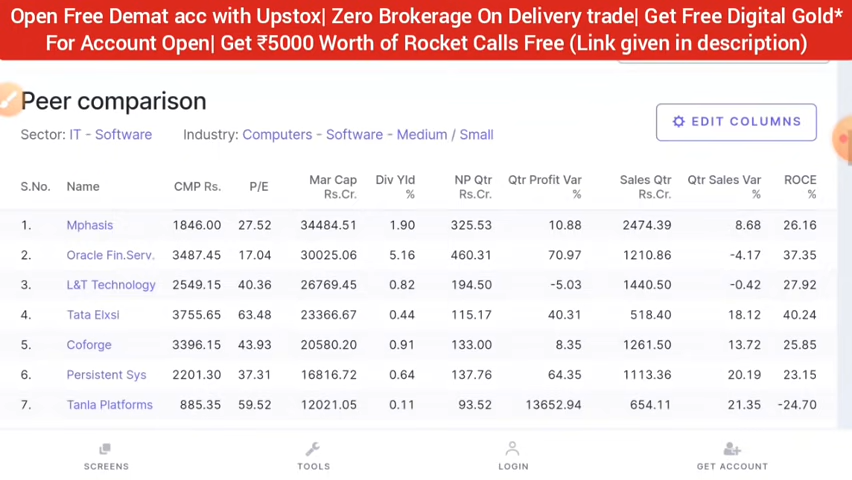 Open Free Demat acc with Upstox| Zero Brokerage On Delivery trade| Get Free Digital Gold*
For Account Open| Get ₹5000 Worth of Rocket Calls Free (Link given in description)
Peer comparison
Sector: IT - Software Industry: Computers - Software - Medium / Small
EDIT COLUMNS
S.No. Name CMP Rs. P/E Mar Cap Rs.Cr. Div Yld % NP Qtr Rs.Cr. Qtr Profit Var % Sales Qtr Rs.Cr. Qtr Sales Var % ROCE %
1. Mphasis 1846.00 27.52 34484.51 1.90 325.53 10.88 2474.39 8.68 26.16
2. Oracle Fin.Serv. 3487.45 17.04 30025.06 5.16 460.31 70.97 1210.86 -4.17 37.35
3. L&T Technology 2549.15 40.36 26769.45 0.82 194.50 -5.03 1440.50 -0.42 27.92
4. Tata Elxsi 3755.65 63.48 23366.67 0.44 115.17 40.31 518.40 18.12 40.24
5. Coforge 3396.15 43.93 20580.20 0.91 133.00 8.35 1261.50 13.72 25.85
6. Persistent Sys 2201.30 37.31 16816.72 0.64 137.76 64.35 1113.36 20.19 23.15
7. Tanla Platforms 885.35 59.52 12021.05 0.11 93.52 13652.94 654.11 21.35 -24.70
SCREENS TOOLS LOGIN GET ACCOUNT